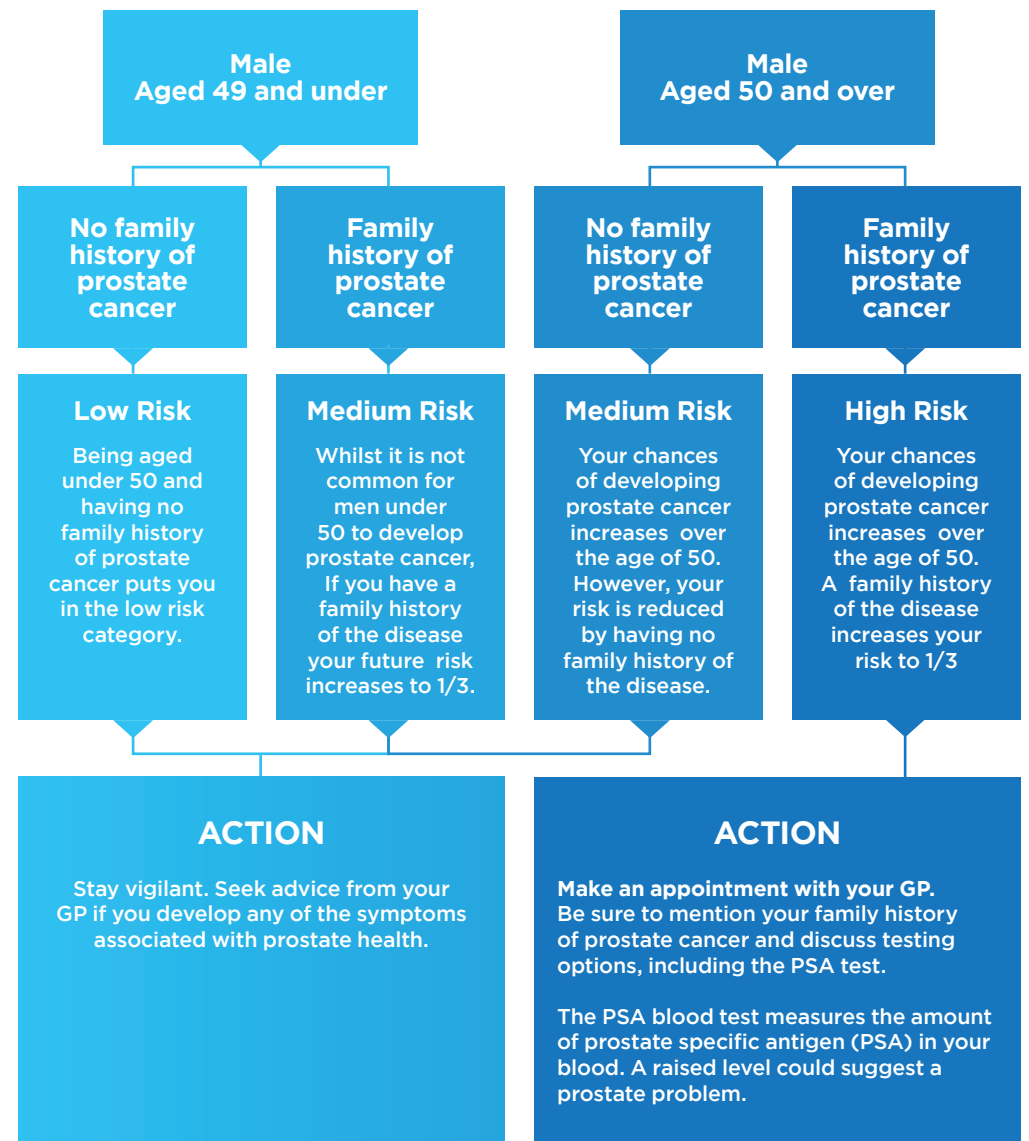 Male
Aged 49 and under
Male
Aged 50 and over
No family
history of
prostate
cancer
Family
history of
prostate
cancer
No family
history of
prostate
cancer
Family
history of
prostate
cancer
Low Risk
Being aged
under 50 and
having no
family history
of prostate
cancer puts you
in the low risk
category.
Medium Risk
Whilst it is not
common for
men under
50 to develop
prostate cancer,
If you have a
family history
of the disease
your future risk
increases to 1/3.
Medium Risk
Your chances
of developing
prostate cancer
increases over
the age of 50.
However, your
risk is reduced
by having no
family history of
the disease.
High Risk
Your chances
of developing
prostate cancer
increases over
the age of 50.
A family history
of the disease
increases your
risk to 1/3
ACTION
Stay vigilant. Seek advice from your
GP if you develop any of the symptoms
associated with prostate health.
ACTION
Make an appointment with your GP.
Be sure to mention your family history
of prostate cancer and discuss testing
options, including the PSA test.
The PSA blood test measures the amount
of prostate specific antigen (PSA) in your
blood. A raised level could suggest a
prostate problem.